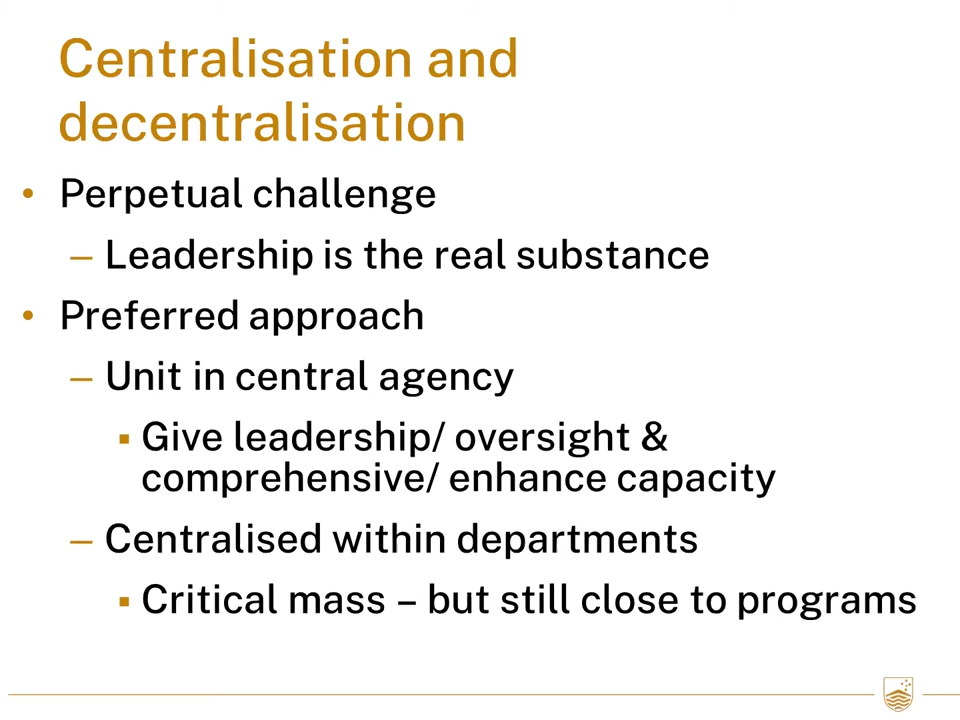 Centralisation and
decentralisation
• Perpetual challenge
– Leadership is the real substance
• Preferred approach
– Unit in central agency
▪ Give leadership/ oversight &
comprehensive/ enhance capacity
– Centralised within departments
▪ Critical mass – but still close to programs